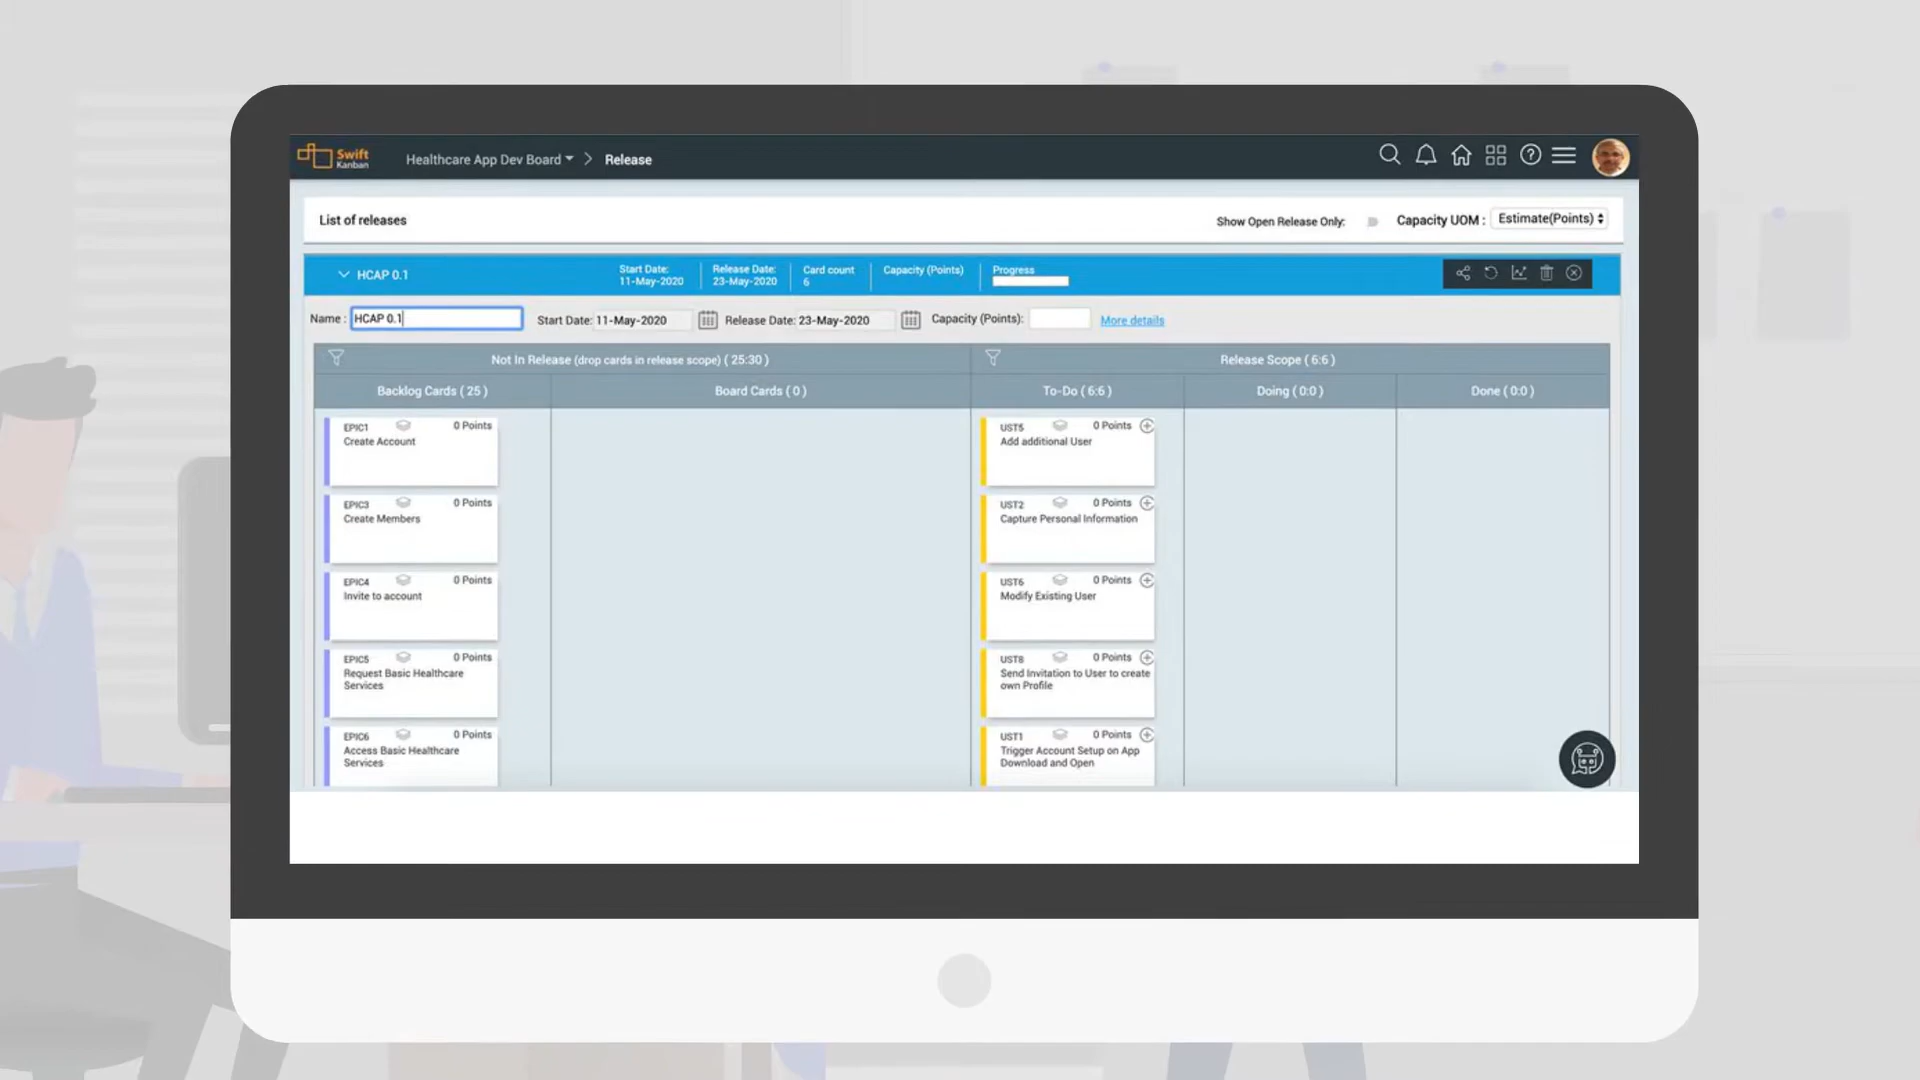 Swift
Kanban
Healthcare App Dev Board > Release
List of releases
Show Open Release Only:
Capacity UOM :
Estimate(Points)
HCAP 0.1
Start Date:
11-May-2020
Release Date:
23-May-2020
Card count
6
Capacity (Points)
Progress
Name :
HCAP 0.1
Start Date: 11-May-2020
Release Date: 23-May-2020
Capacity (Points):
More details
Not In Release (drop cards in release scope) ( 25:30 )
Release Scope ( 6:6 )
Backlog Cards ( 25 )
Board Cards ( 0 )
To-Do ( 6:6 )
Doing ( 0:0 )
Done ( 0:0 )
EPIC1
0 Points
Create Account
EPIC3
0 Points
Create Members
EPIC4
0 Points
Invite to account
EPIC5
0 Points
Request Basic Healthcare
Services
EPIC6
0 Points
Access Basic Healthcare
Services
UST5
0 Points
Add additional User
UST2
0 Points
Capture Personal Information
UST6
0 Points
Modify Existing User
UST8
0 Points
Send Invitation to User to create
own Profile
UST1
0 Points
Trigger Account Setup on App
Download and Open